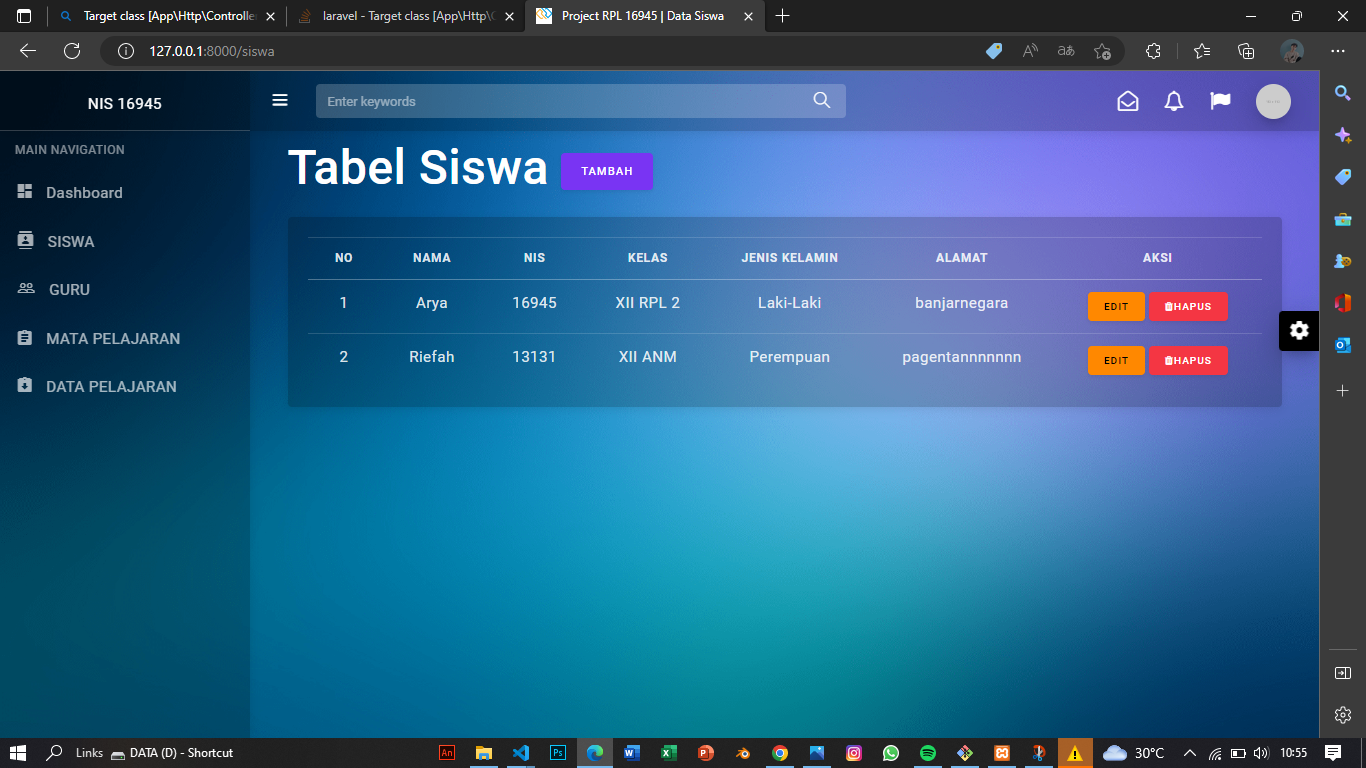 Target class [App\Http\Controller
laravel - Target class [App\Http\C
Project RPL 16945 | Data Siswa
127.0.0.1:8000/siswa
NIS 16945
Enter keywords
MAIN NAVIGATION
Dashboard
SISWA
GURU
MATA PELAJARAN
DATA PELAJARAN
Tabel Siswa TAMBAH
NO NAMA NIS KELAS JENIS KELAMIN ALAMAT AKSI
1 Arya 16945 XII RPL 2 Laki-Laki banjarnegara EDIT HAPUS
2 Riefah 13131 XII ANM Perempuan pagentannnnnnn EDIT HAPUS
Links DATA (D) - Shortcut An Ps 30°C 10:55